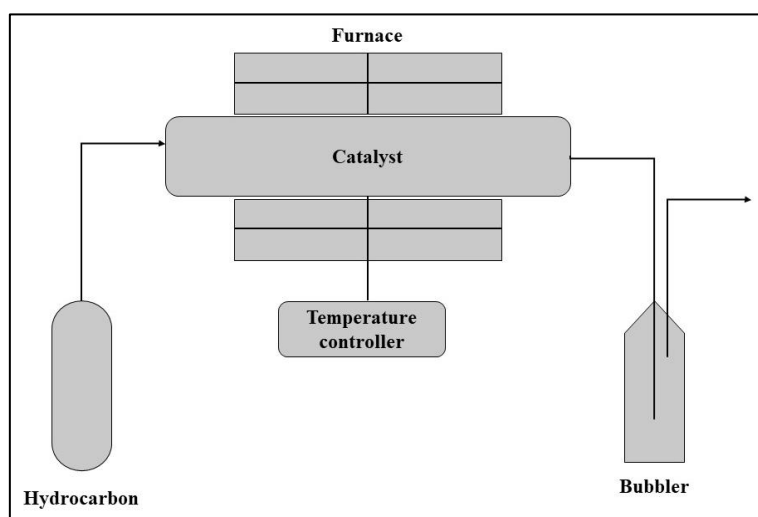 Furnace
Catalyst
Temperature
controller
Hydrocarbon
Bubbler